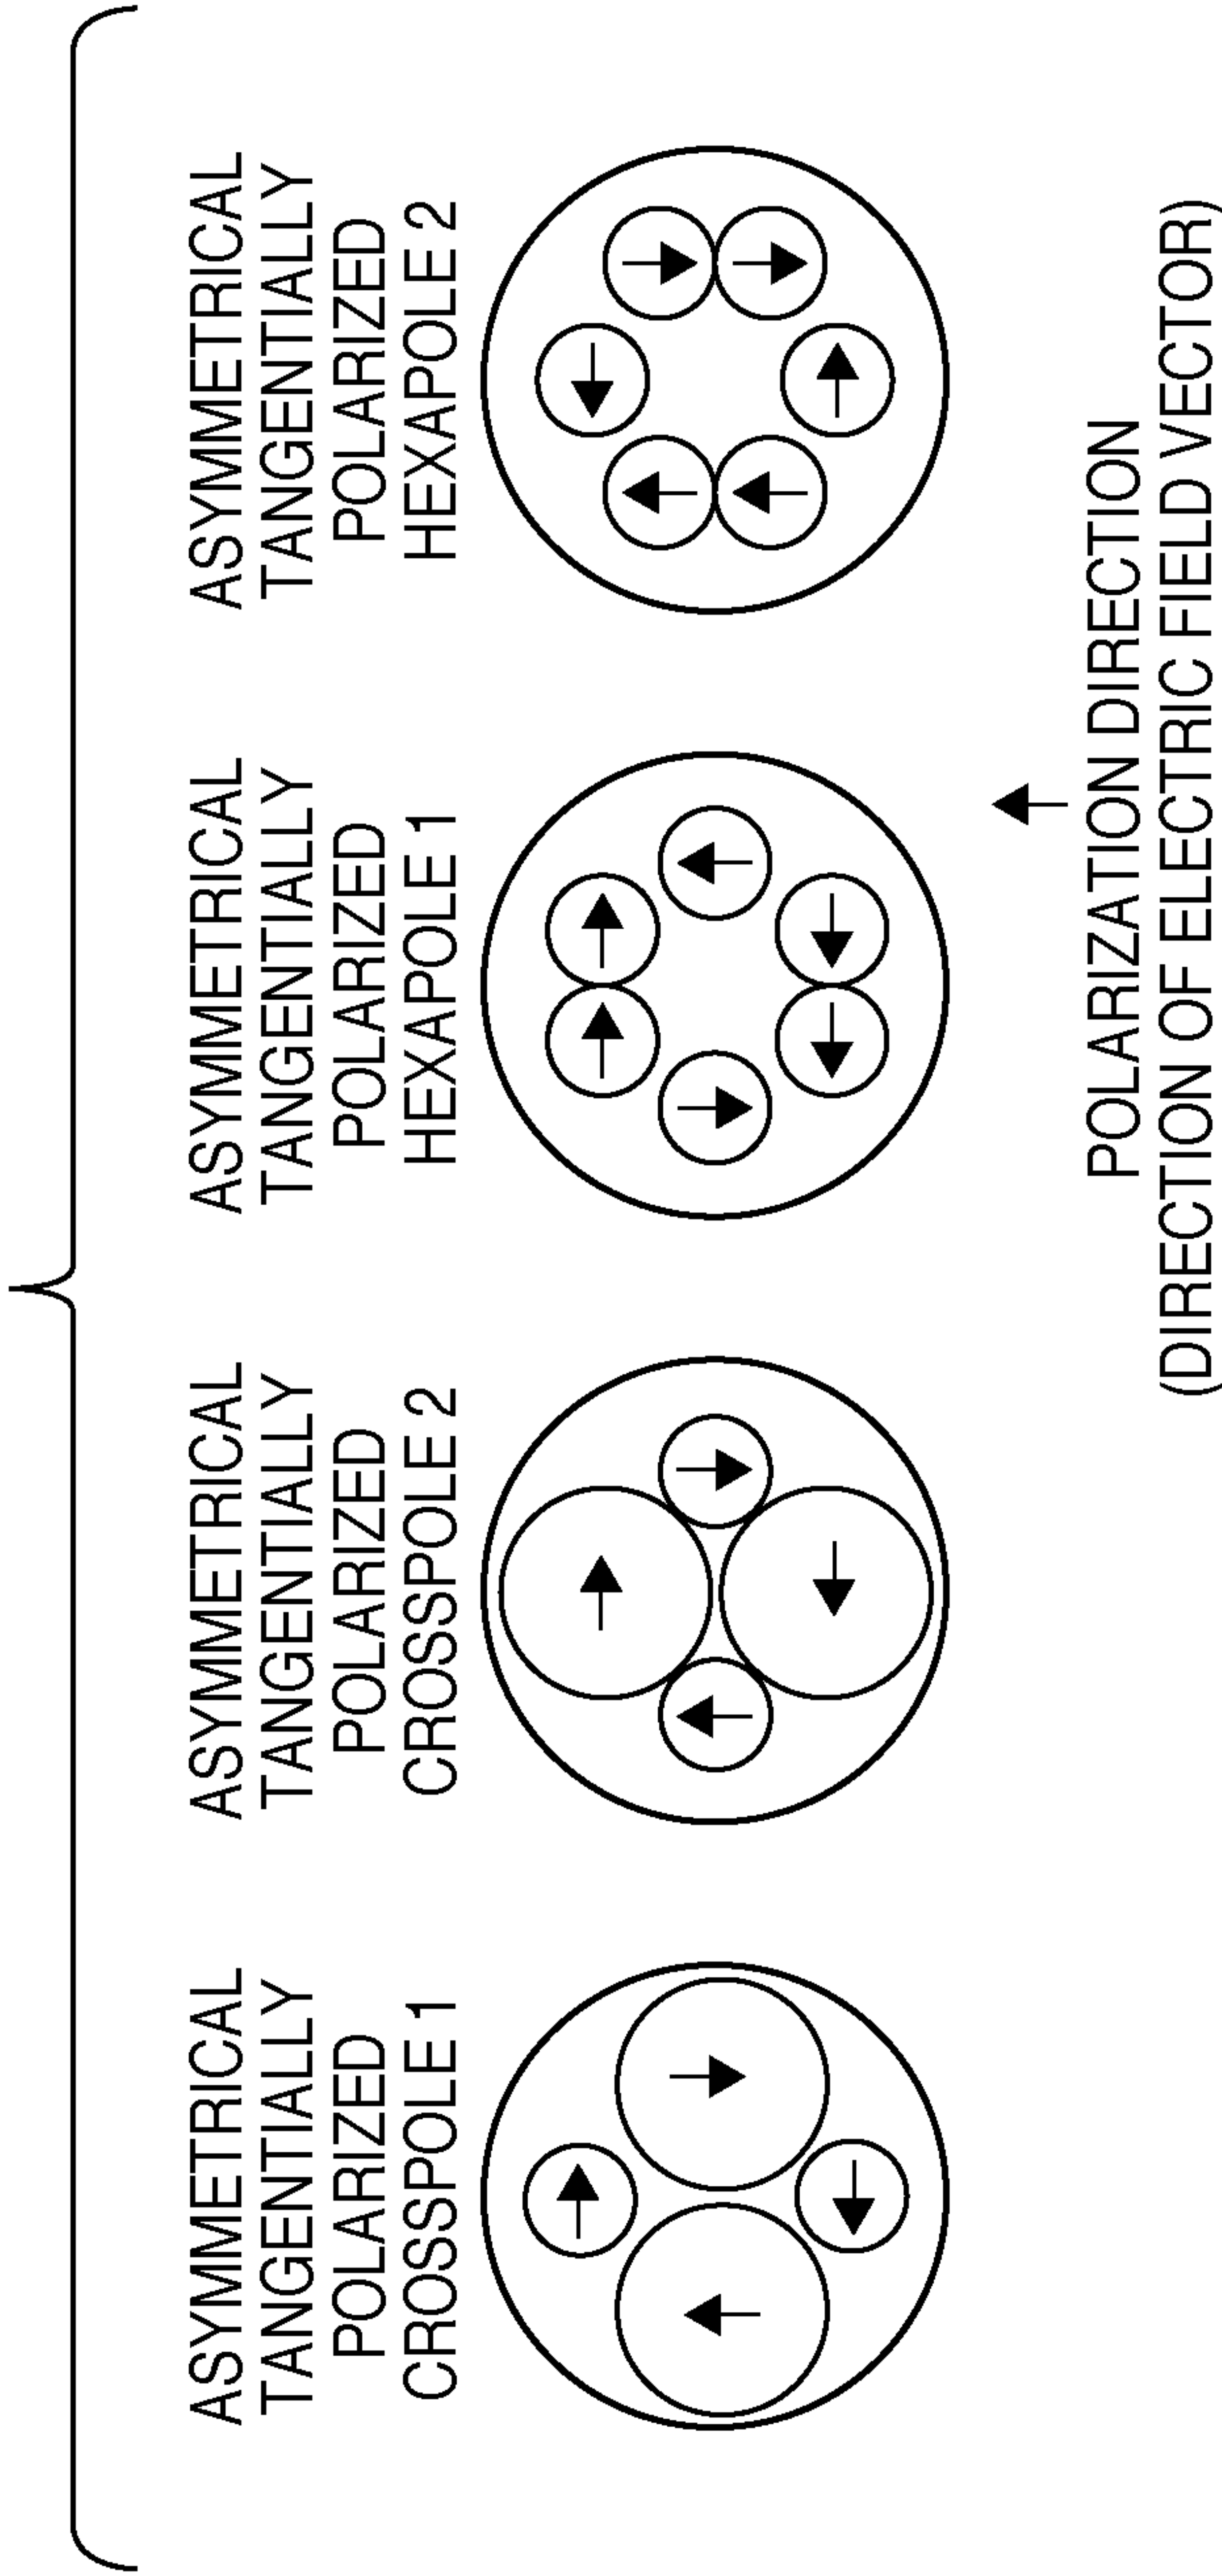 ASYMMETRICAL
TANGENTIALLY
POLARIZED
CROSSPOLE 1
ASYMMETRICAL
TANGENTIALLY
POLARIZED
CROSSPOLE 2
ASYMMETRICAL
TANGENTIALLY
POLARIZED
HEXAPOLE 1
ASYMMETRICAL
TANGENTIALLY
POLARIZED
HEXAPOLE 2
POLARIZATION DIRECTION
(DIRECTION OF ELECTRIC FIELD VECTOR)